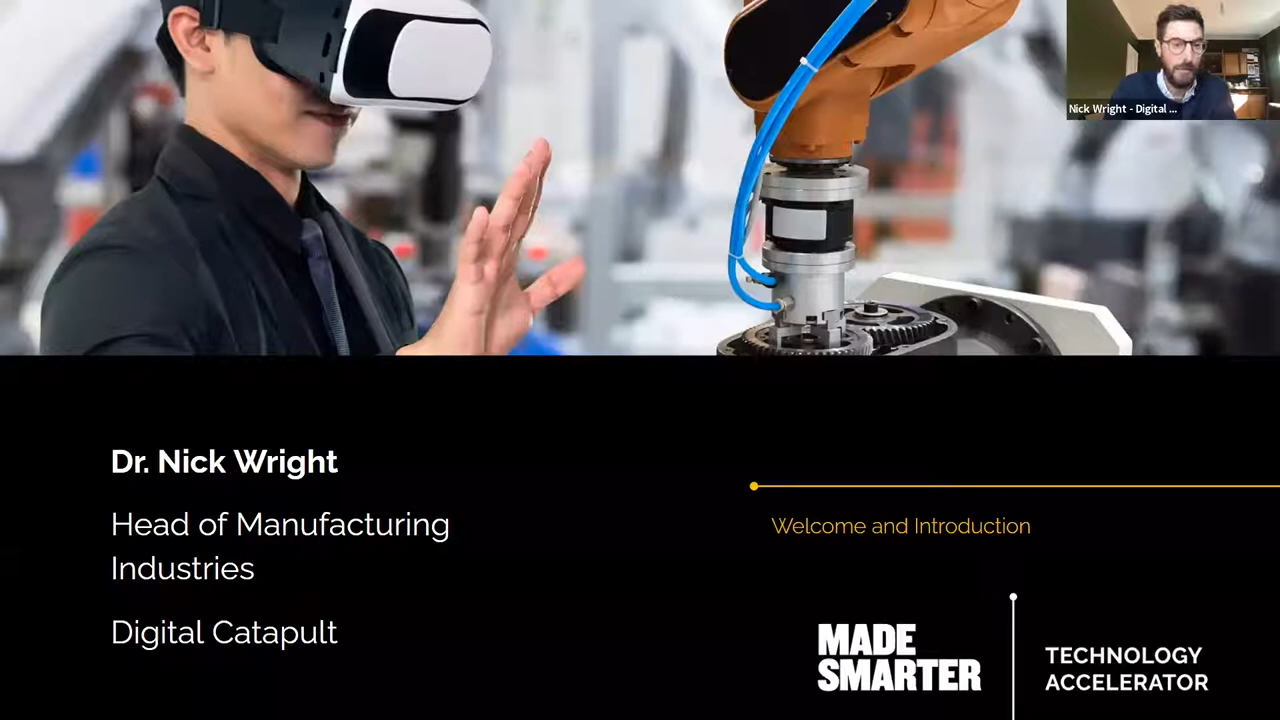 Nick Wright - Digital ...
Dr. Nick Wright
Head of Manufacturing
Industries
Digital Catapult
Welcome and Introduction
MADE
SMARTER
TECHNOLOGY
ACCELERATOR